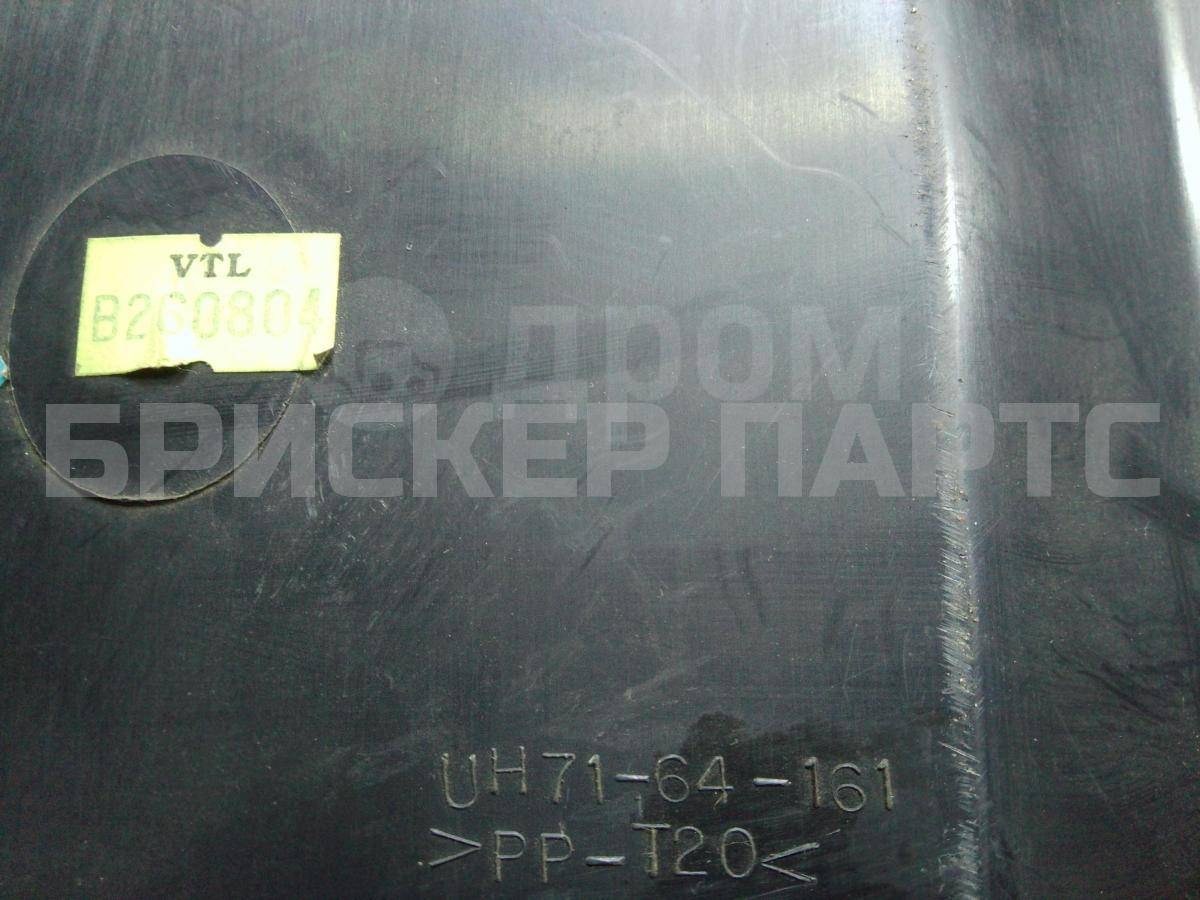 VTL
B260804
ДРОМ
БРИСКЕР ПАРТС
UH71-64-161
>PP-T20<